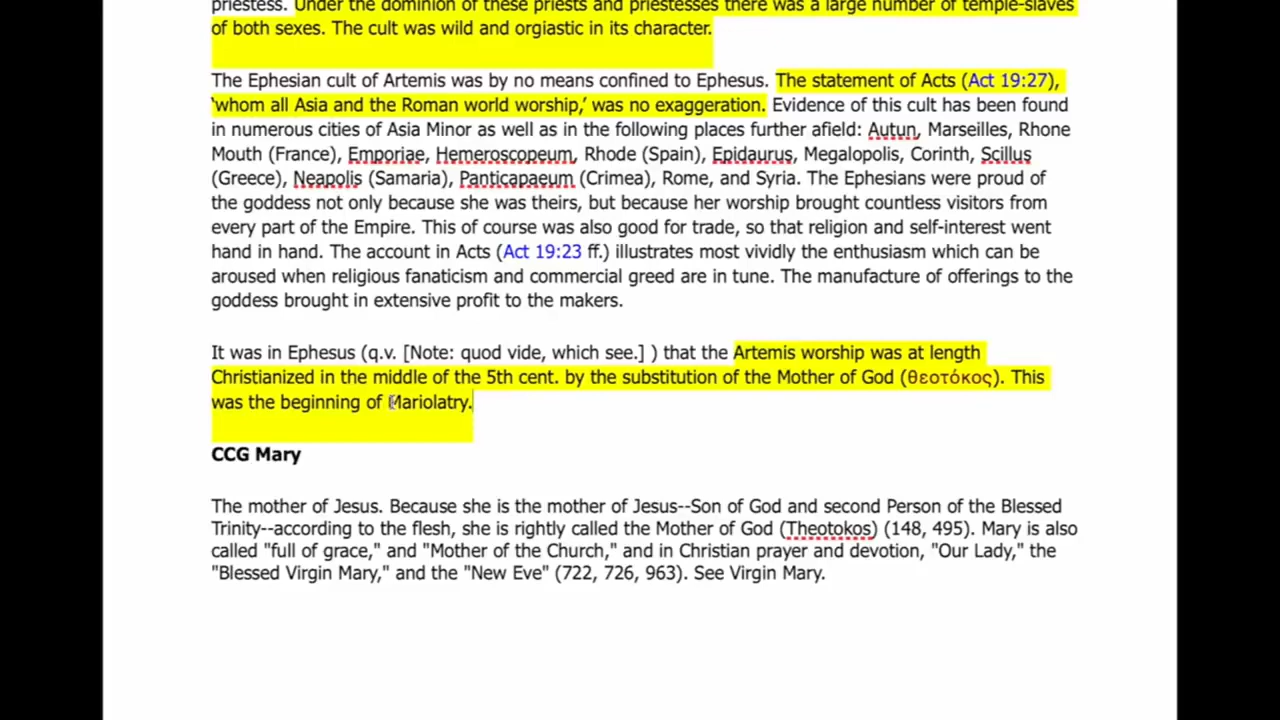 priestess. Under the dominion of these priests and priestesses there was a large number of temple-slaves
of both sexes. The cult was wild and orgiastic in its character.
The Ephesian cult of Artemis was by no means confined to Ephesus. The statement of Acts (Act 19:27),
'whom all Asia and the Roman world worship,' was no exaggeration. Evidence of this cult has been found
in numerous cities of Asia Minor as well as in the following places further afield: Autun, Marseilles, Rhone
Mouth (France), Emporiae, Hemeroscopeum, Rhode (Spain), Epidaurus, Megalopolis, Corinth, Scillus
(Greece), Neapolis (Samaria), Panticapaeum (Crimea), Rome, and Syria. The Ephesians were proud of
the goddess not only because she was theirs, but because her worship brought countless visitors from
every part of the Empire. This of course was also good for trade, so that religion and self-interest went
hand in hand. The account in Acts (Act 19:23 ff.) illustrates most vividly the enthusiasm which can be
aroused when religious fanaticism and commercial greed are in tune. The manufacture of offerings to the
goddess brought in extensive profit to the makers.
It was in Ephesus (q.v. [Note: quod vide, which see.] ) that the Artemis worship was at length
Christianized in the middle of the 5th cent. by the substitution of the Mother of God (θεοτόκος). This
was the beginning of Mariolatry.
CCG Mary
The mother of Jesus. Because she is the mother of Jesus--Son of God and second Person of the Blessed
Trinity--according to the flesh, she is rightly called the Mother of God (Theotokos) (148, 495). Mary is also
called "full of grace," and "Mother of the Church," and in Christian prayer and devotion, "Our Lady," the
"Blessed Virgin Mary," and the "New Eve" (722, 726, 963). See Virgin Mary.